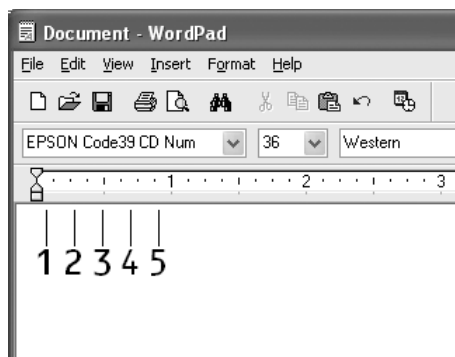 Document - WordPad
File Edit View Insert Format Help
EPSON Code39 CD Num 36 Western
1 2 3
1 2 3 4 5